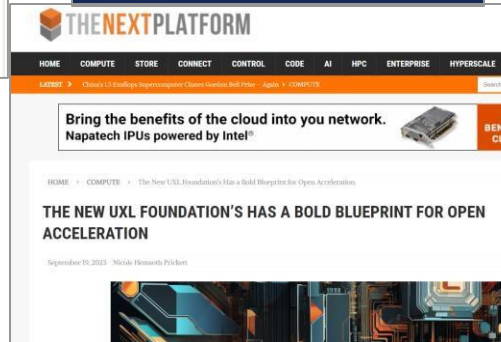 THENEXTPLATFORM
HOME COMPUTE STORE CONNECT CONTROL CODE AI HPC ENTERPRISE HYPERSCALE
LATEST China's 1.5 Exaflops Supercomputer Chases Gordon Bell Prize – Again COMPUTE
Search
Bring the benefits of the cloud into you network.
Napatech IPUs powered by Intel®
BEN
CL
HOME › COMPUTE › The New UXL Foundation's Has a Bold Blueprint for Open Acceleration
THE NEW UXL FOUNDATION'S HAS A BOLD BLUEPRINT FOR OPEN
ACCELERATION
September 19, 2023 Nicole Hemsoth Prickett